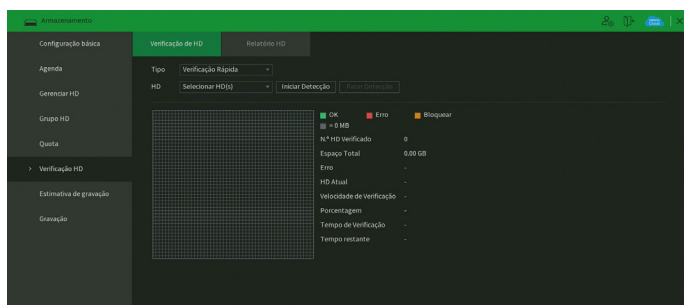 Armazenamento
Configuração básica
Agenda
Gerenciar HD
Grupo HD
Quota
> Verificação HD
Estimativa de gravação
Gravação
Verificação de HD Relatório HD
Tipo Verificação Rápida
HD Selecionar HD(s) Iniciar Detecção Parar Detecção
OK Erro Bloquear
= 0 MB
N.º HD Verificado 0
Espaço Total 0.00 GB
Erro -
HD Atual -
Velocidade de Verificação -
Porcentagem -
Tempo de Verificação -
Tempo restante -